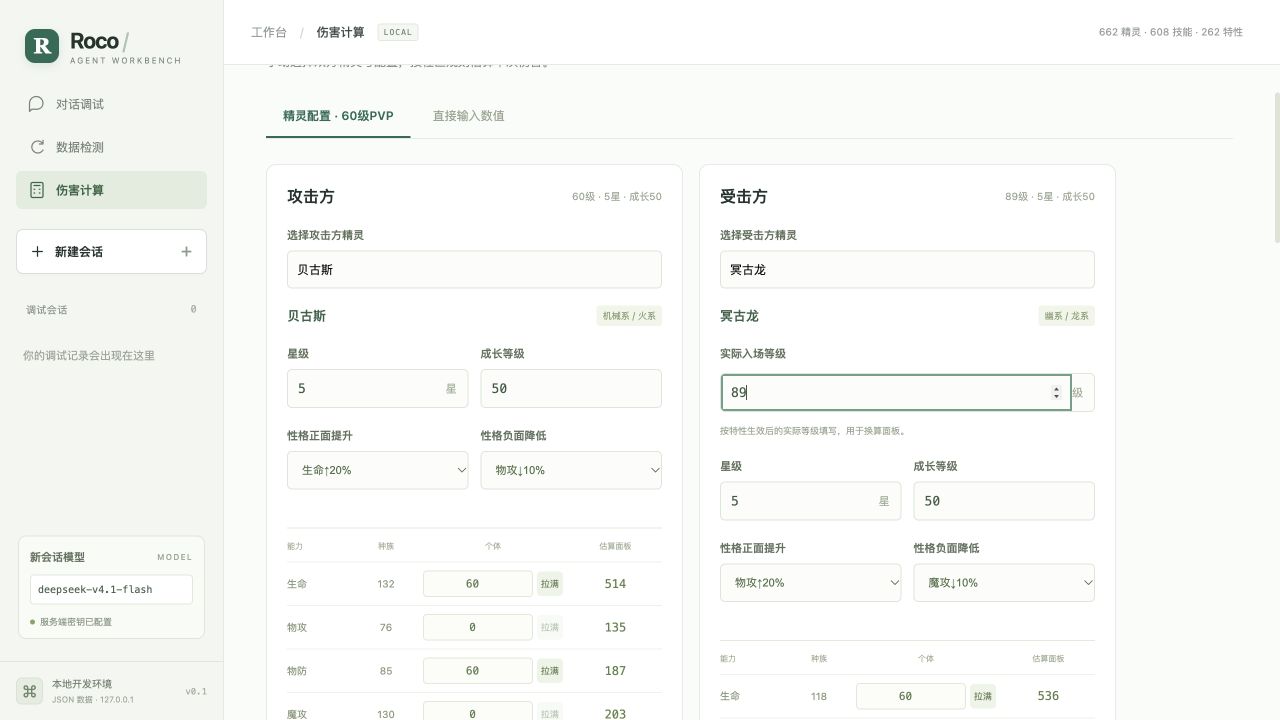 R
Roco /
AGENT WORKBENCH
对话调试
数据检测
伤害计算
新建会话 +
调试会话 0
你的调试记录会出现在这里
新会话模型 MODEL
deepseek-v4.1-flash
服务端密钥已配置
本地开发环境
JSON 数据 · 127.0.0.1
v0.1
工作台 / 伤害计算 LOCAL
662 精灵 · 608 技能 · 262 特性
精灵配置 · 60级PVP
直接输入数值
攻击方
60级 · 5星 · 成长50
选择攻击方精灵
贝古斯
贝古斯
机械系 / 火系
星级 成长等级
5 星 50
性格正面提升 性格负面降低
生命↑20% 物攻↓10%
能力 种族 个体 估算面板
生命 132 60 拉满 514
物攻 76 0 拉满 135
物防 85 60 拉满 187
魔攻 130 0 拉满 203
受击方
89级 · 5星 · 成长50
选择受击方精灵
冥古龙
冥古龙
幽系 / 龙系
实际入场等级
89 级
按特性生效后的实际等级填写，用于换算面板。
星级 成长等级
5 星 50
性格正面提升 性格负面降低
物攻↑20% 魔攻↓10%
能力 种族 个体 估算面板
生命 118 60 拉满 536